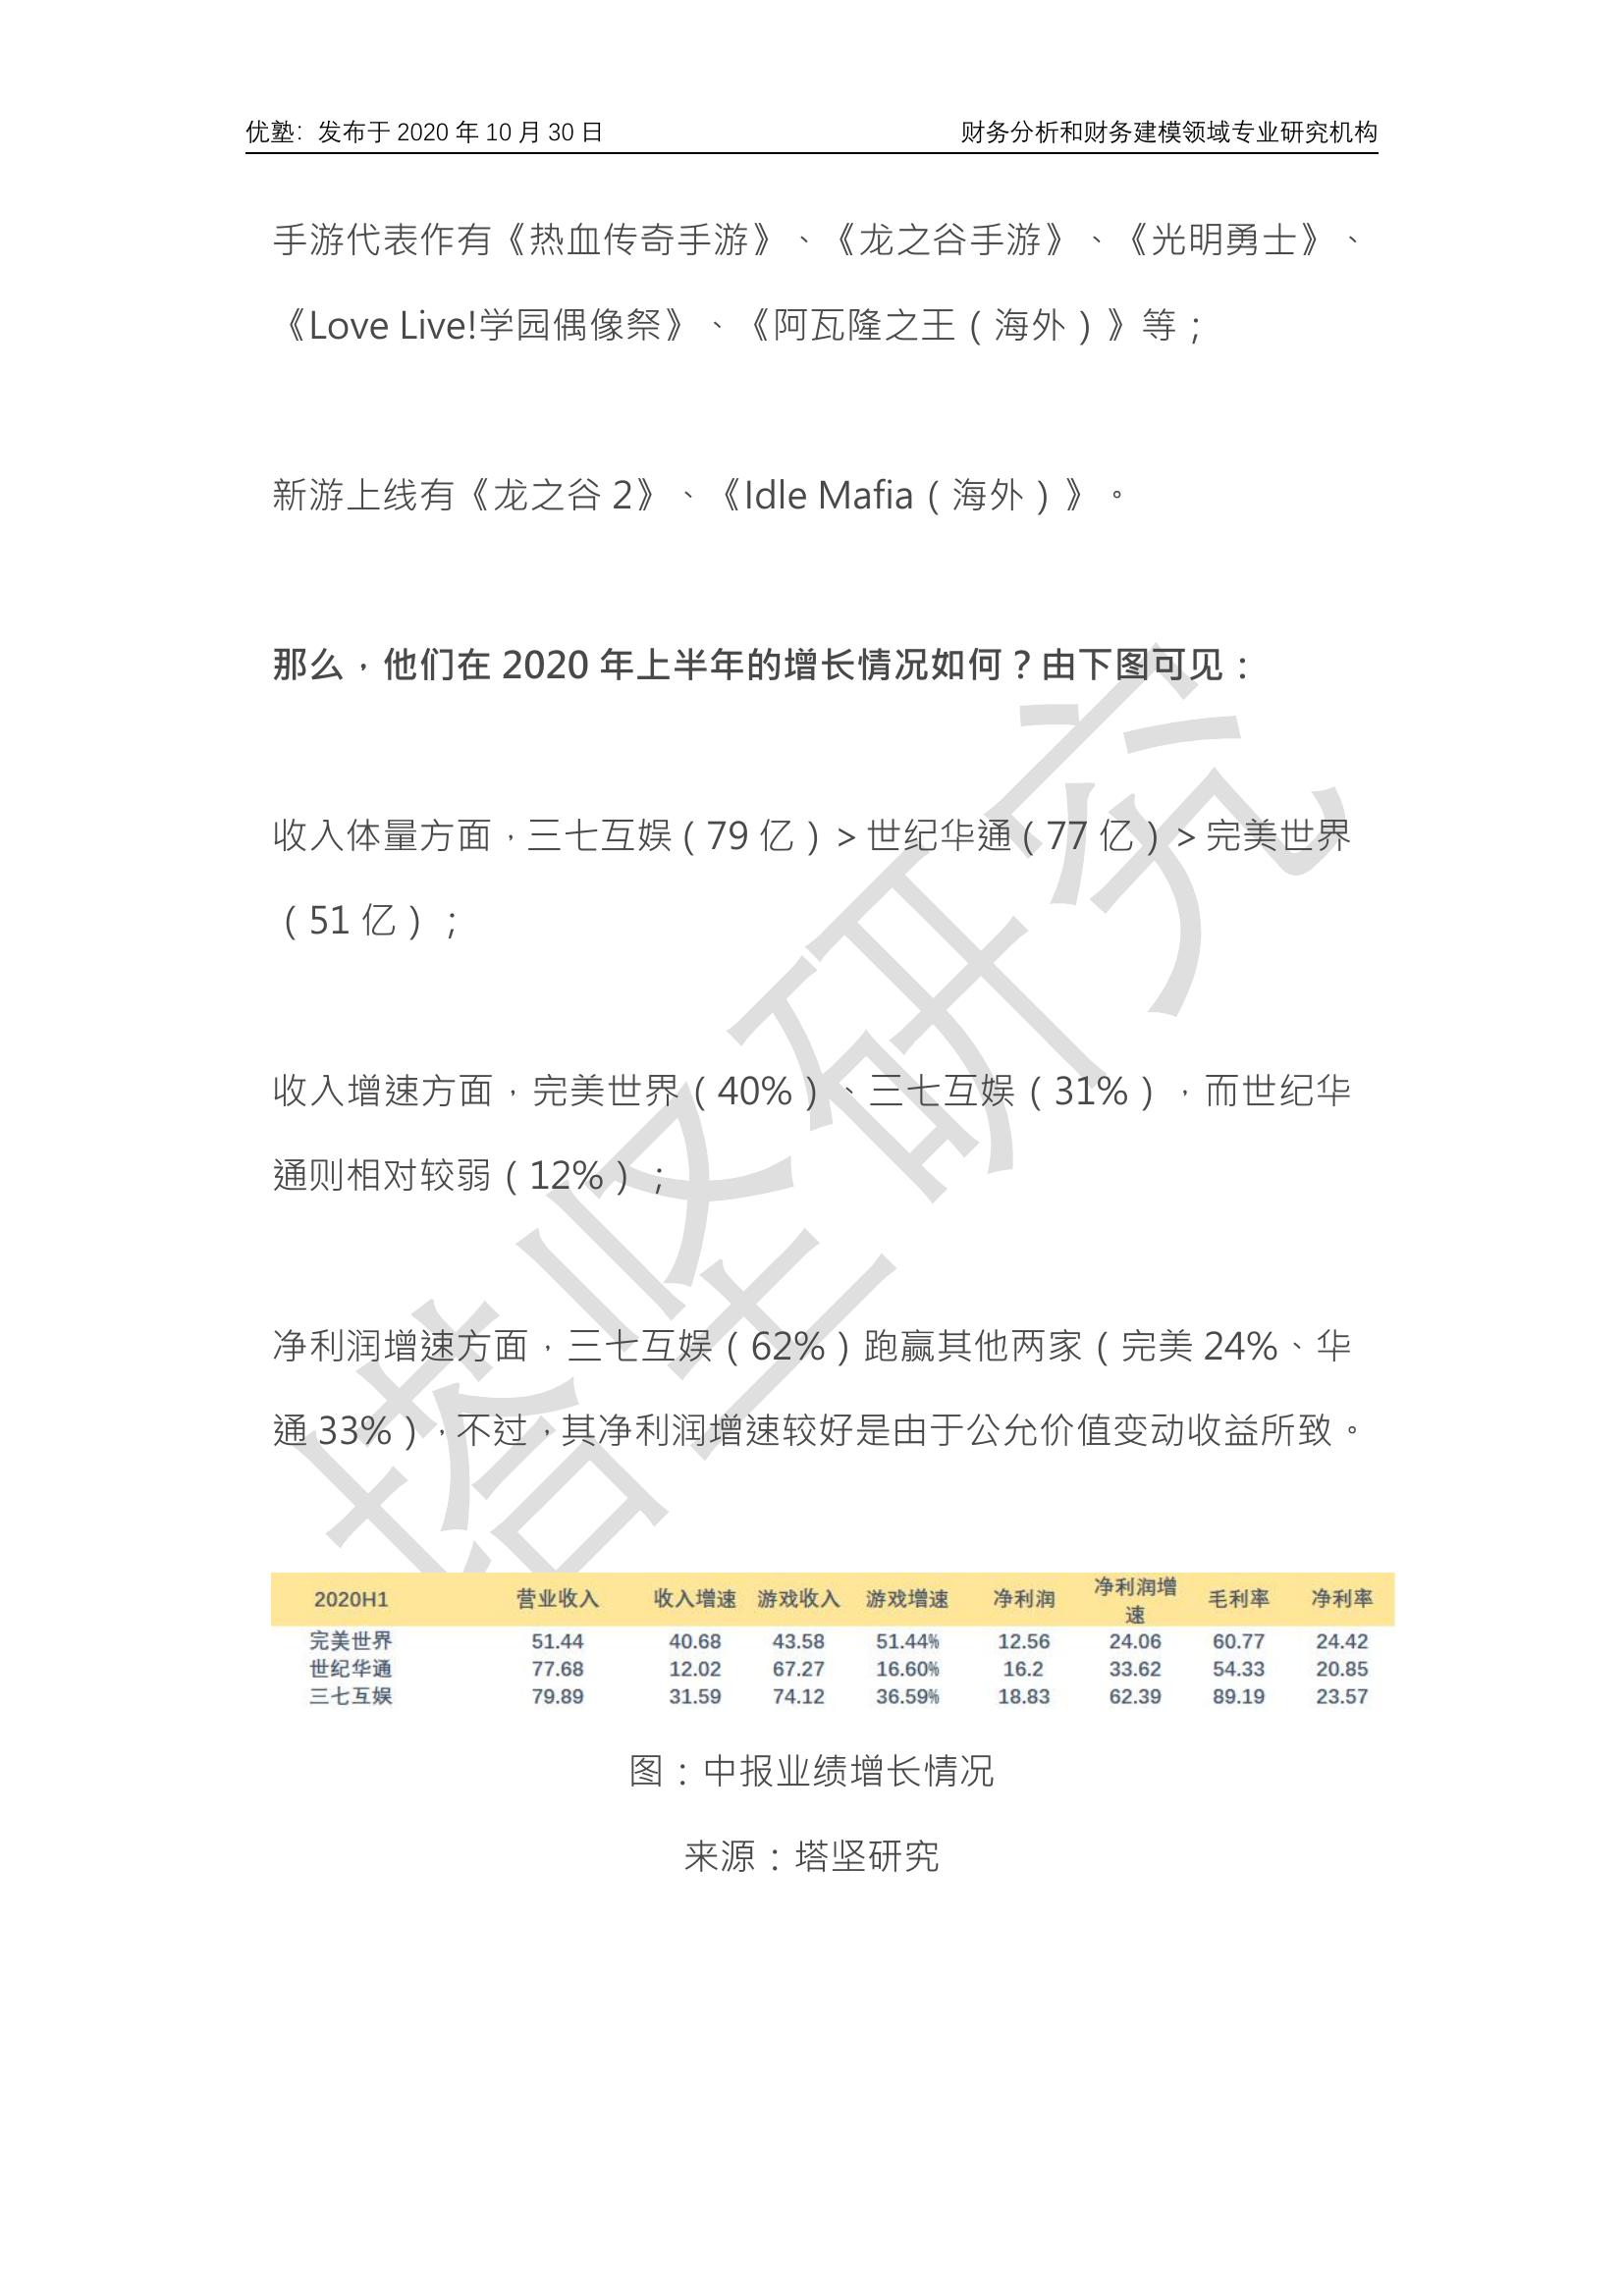 优塾：发布于 2020 年 10 月 30 日
财务分析和财务建模领域专业研究机构
手游代表作有《热血传奇手游》、《龙之谷手游》、《光明勇士》、
《Love Live!学园偶像祭》、《阿瓦隆之王（海外）》等；
新游上线有《龙之谷 2》、《Idle Mafia（海外）》。
那么，他们在 2020 年上半年的增长情况如何？由下图可见：
收入体量方面，三七互娱（79 亿）＞世纪华通（77 亿）＞完美世界
（51 亿）；
收入增速方面，完美世界（40%）、三七互娱（31%），而世纪华
通则相对较弱（12%）；
净利润增速方面，三七互娱（62%）跑赢其他两家（完美 24%、华
通 33%），不过，其净利润增速较好是由于公允价值变动收益所致。
2020H1 营业收入 收入增速 游戏收入 游戏增速 净利润 净利润增速 毛利率 净利率
完美世界 51.44 40.68 43.58 51.44% 12.56 24.06 60.77 24.42
世纪华通 77.68 12.02 67.27 16.60% 16.2 33.62 54.33 20.85
三七互娱 79.89 31.59 74.12 36.59% 18.83 62.39 89.19 23.57
图：中报业绩增长情况
来源：塔坚研究
塔坚研究